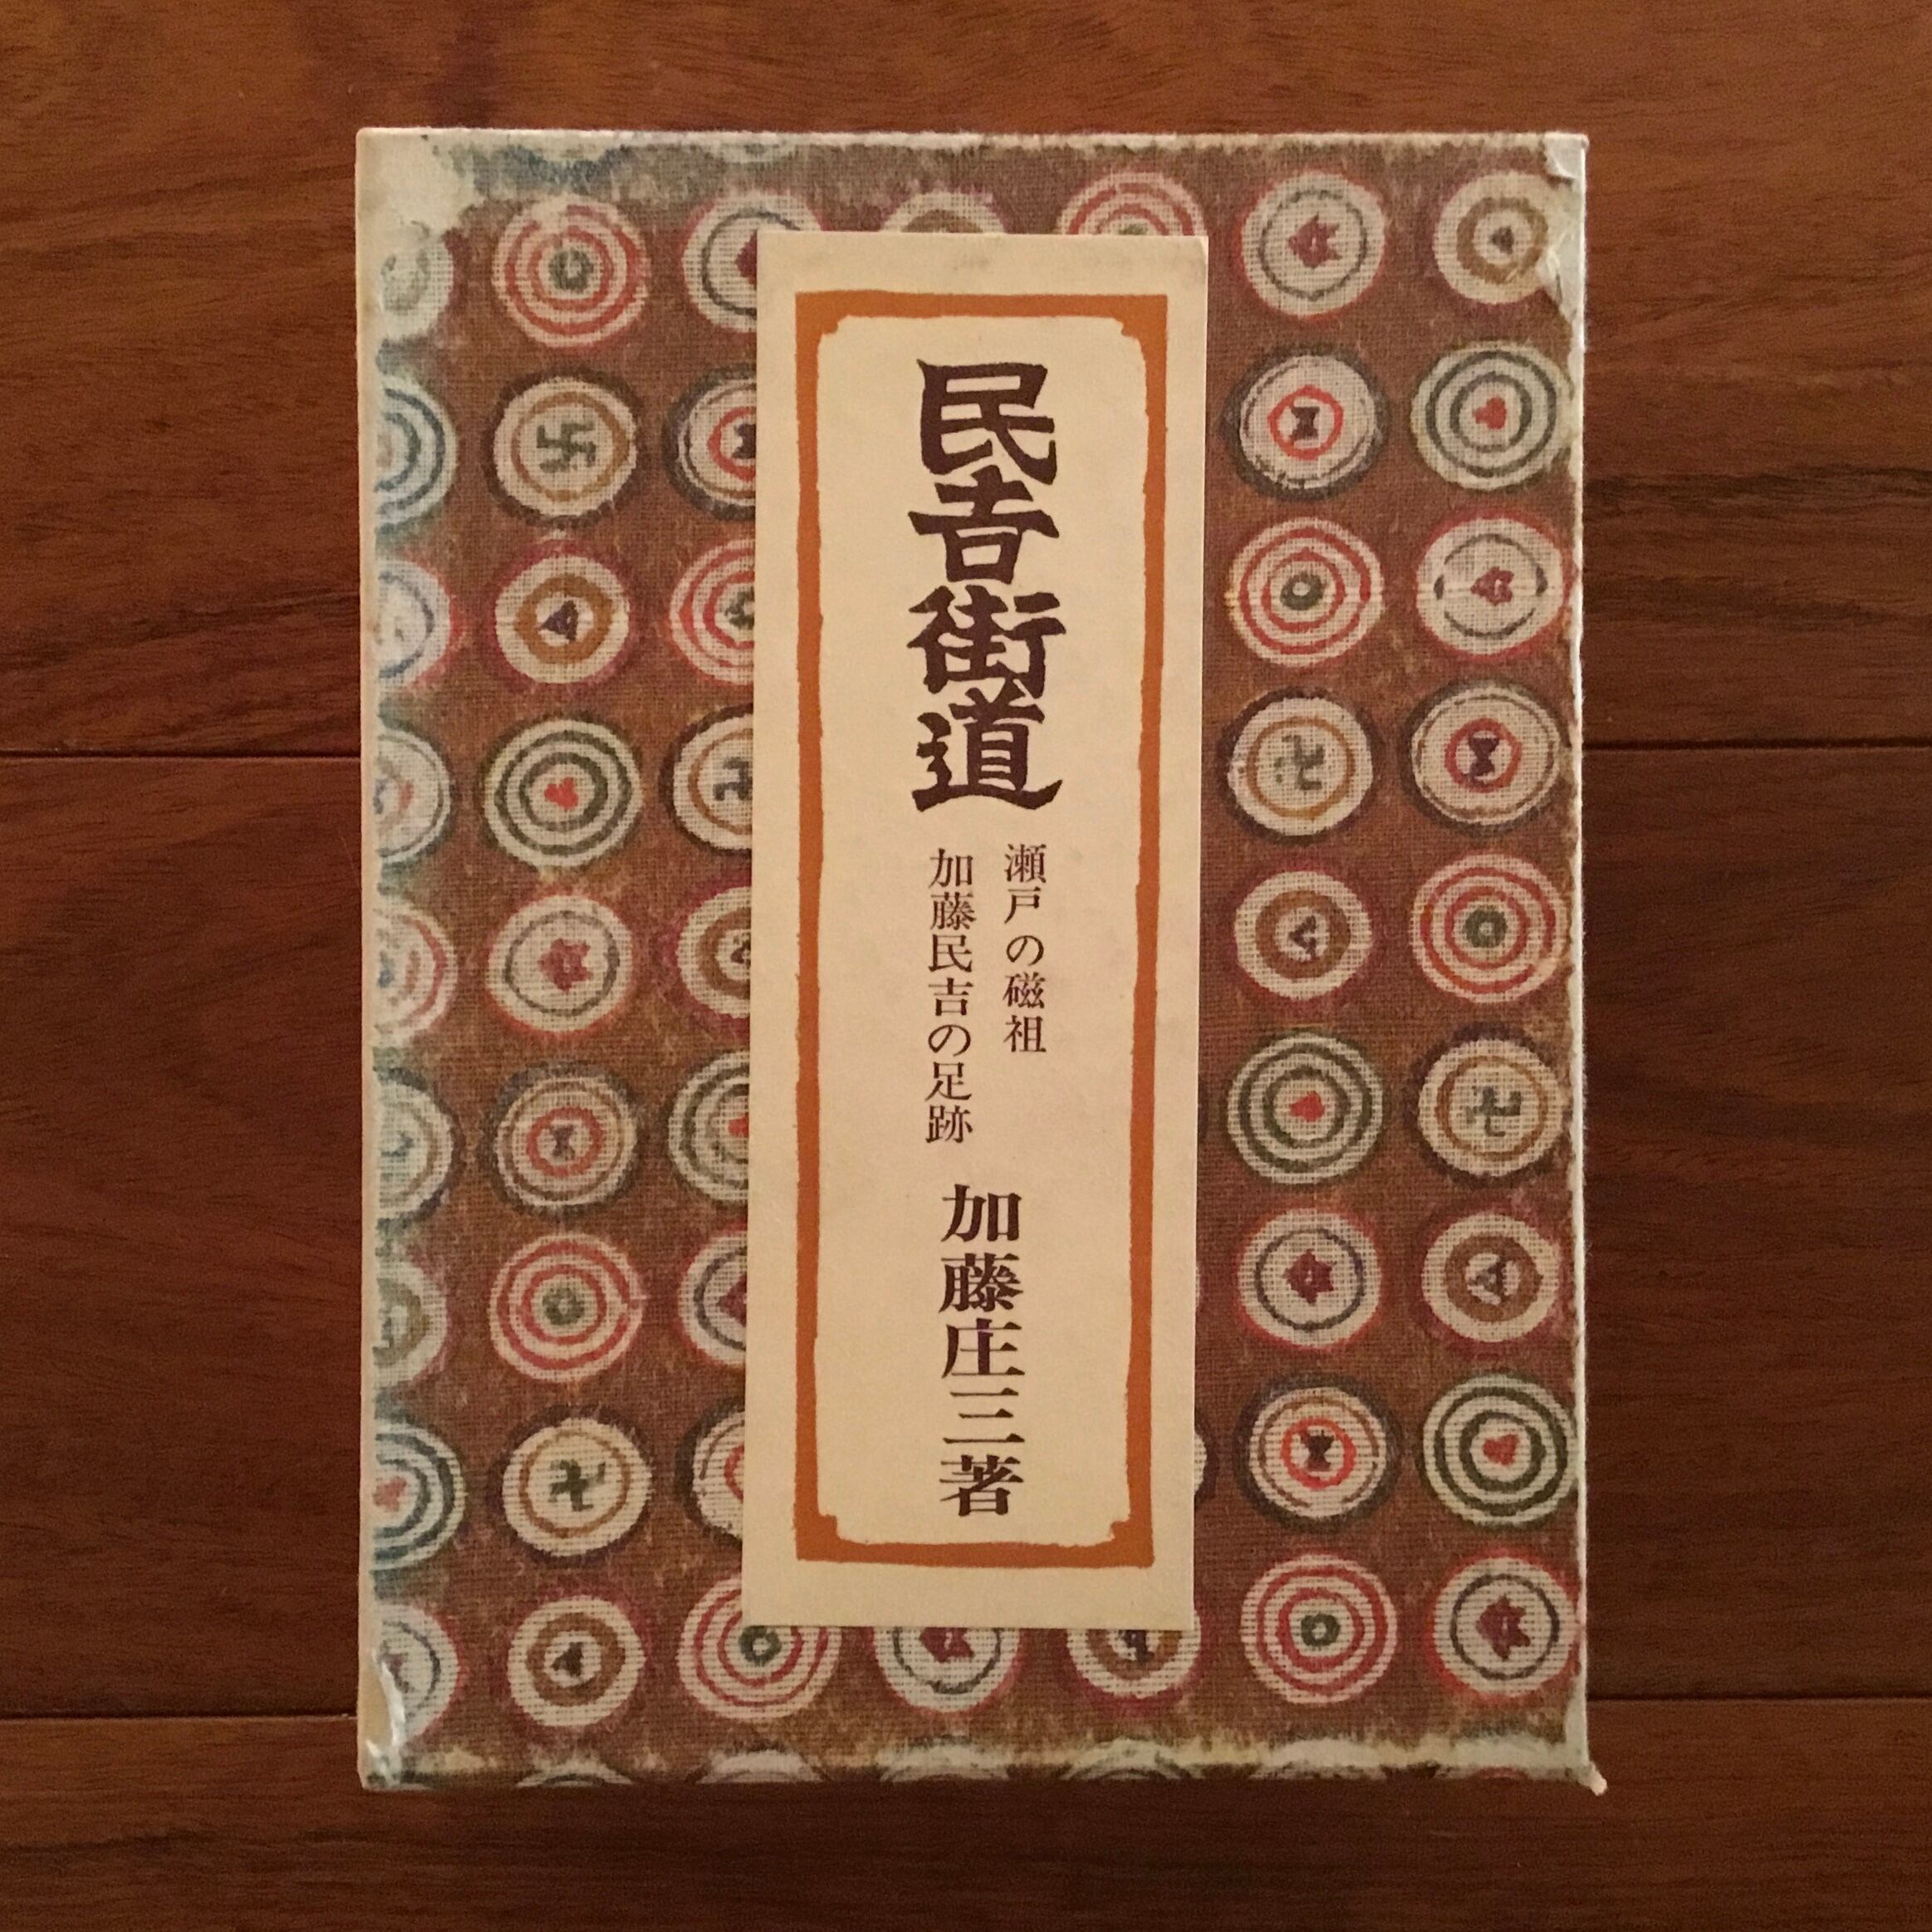 民吉街道
瀬戸の磁祖
加藤民吉の足跡
加藤庄三著